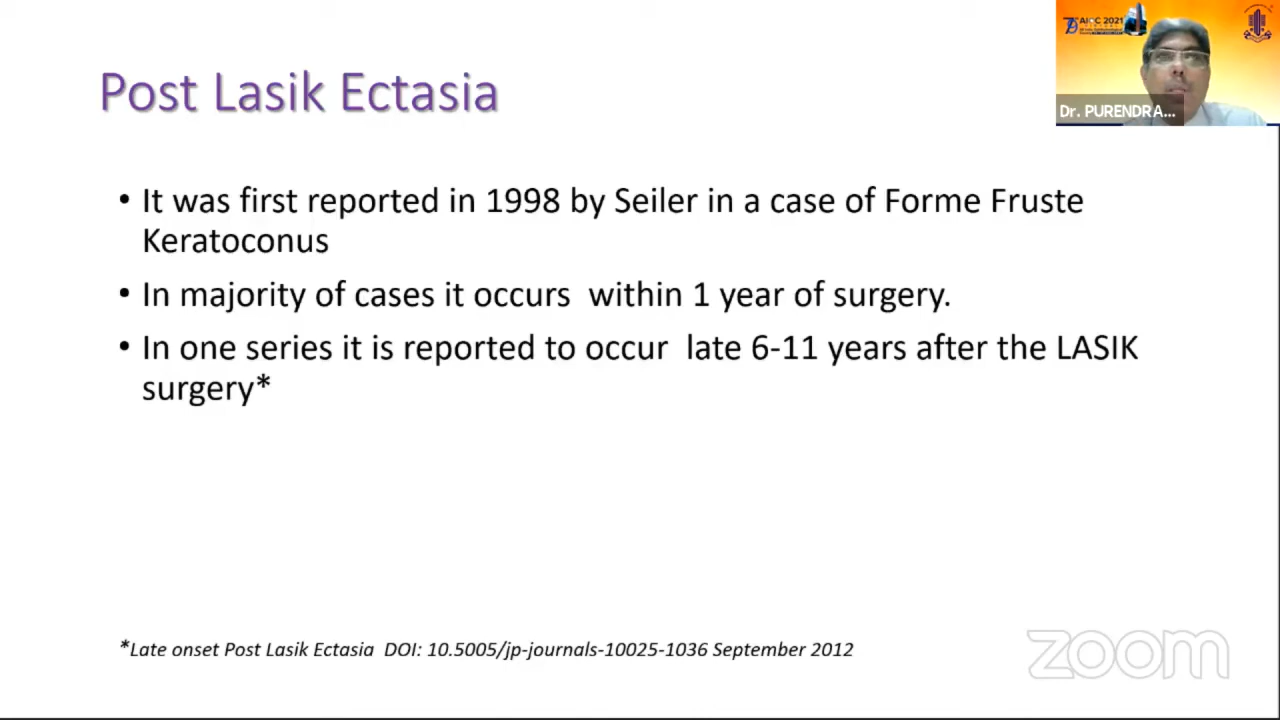 Post Lasik Ectasia
• It was first reported in 1998 by Seiler in a case of Forme Fruste
Keratoconus
• In majority of cases it occurs  within 1 year of surgery.
• In one series it is reported to occur  late 6-11 years after the LASIK
surgery*
*Late onset Post Lasik Ectasia  DOI: 10.5005/jp-journals-10025-1036 September 2012
AIOC 2021
Dr. PURENDRA...
zoom